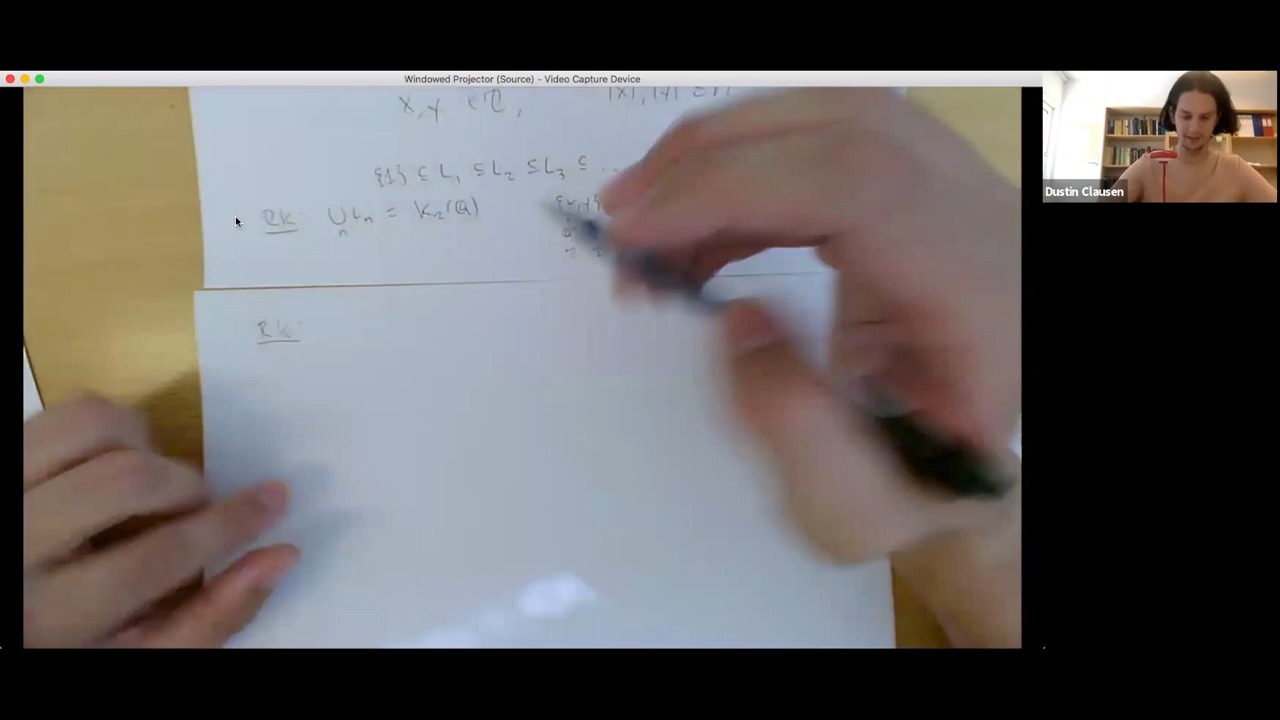 Windowed Projector (Source) - Video Capture Device
x, y ∈ ℤ, |x|, |y| ≤ n
{1} ⊆ L₁ ⊆ L₂ ⊆ L₃ ⊆ ...
Rk: ⋃ₙ Lₙ = K₂(ℚ) {x, y}
Rk:
Dustin Clausen